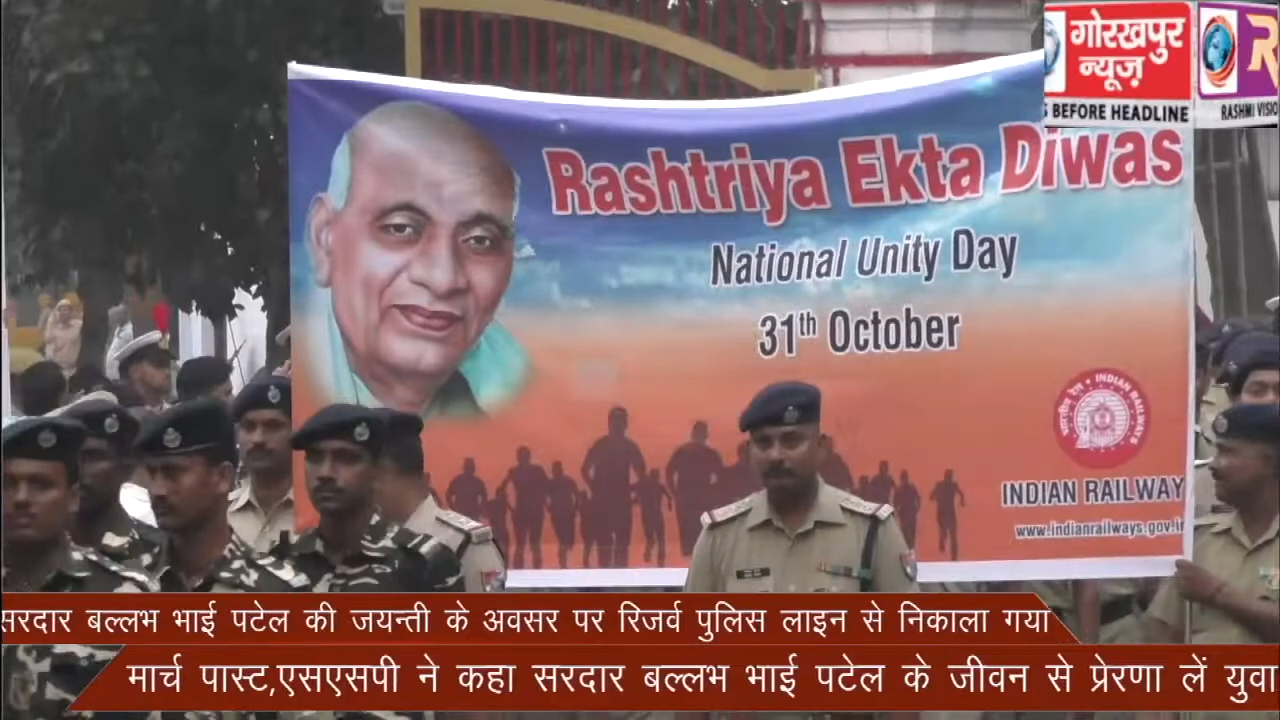 गोरखपुर
न्यूज़
BEFORE HEADLINE
RASHMI VISIO
Rashtriya Ekta Diwas
National Unity Day
31th October
भारतीय रेल • INDIAN RAILWAYS
INDIAN RAILWAY
www.indianrailways.gov.in
सरदार बल्लभ भाई पटेल की जयन्ती के अवसर पर रिजर्व पुलिस लाइन से निकाला गया
मार्च पास्ट,एसएसपी ने कहा सरदार बल्लभ भाई पटेल के जीवन से प्रेरणा लें युवा